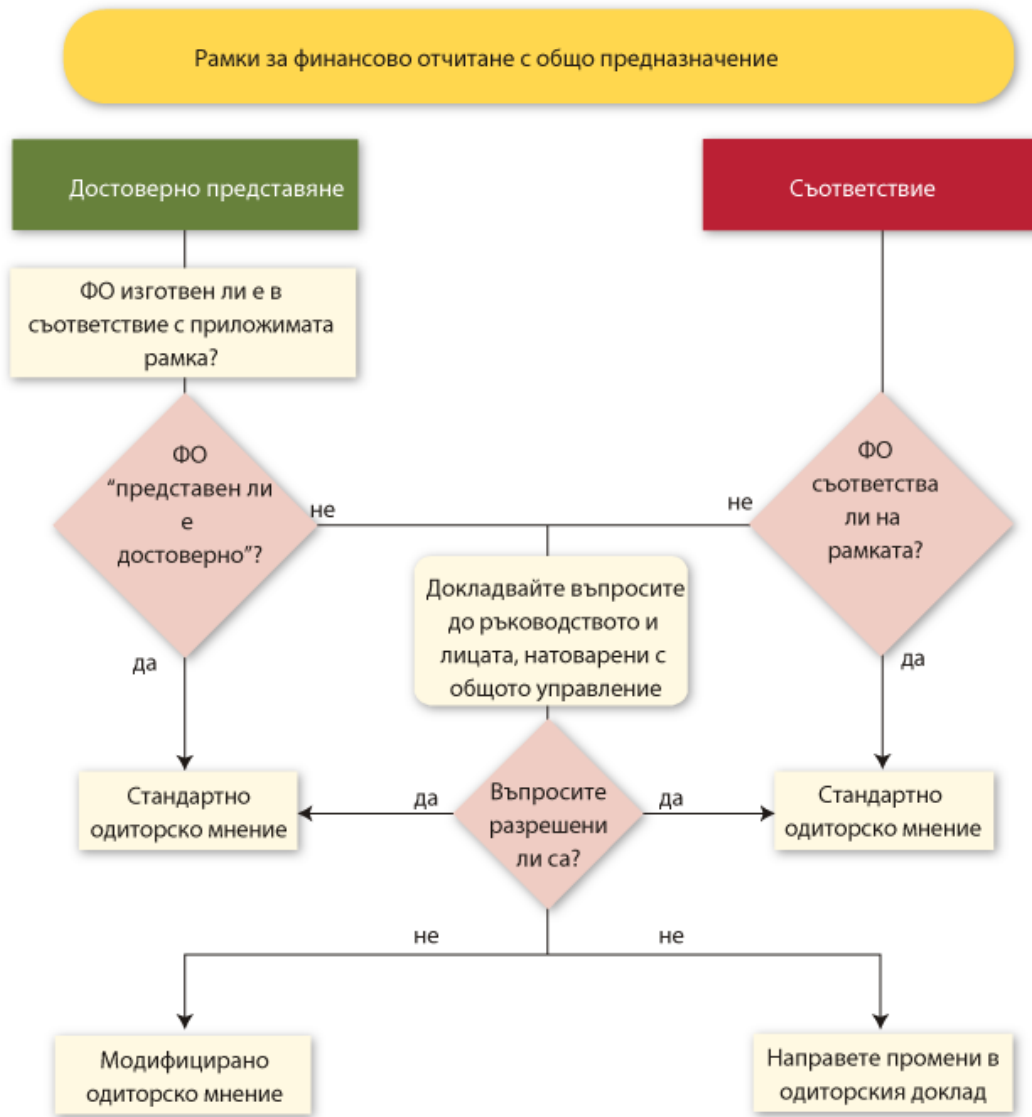 Рамки за финансово отчитане с общо предназначение
Достоверно представяне
Съответствие
ФО изготвен ли е в
съответствие с приложимата
рамка?
ФО
“представен ли
е
достоверно”?
не
не
ФО
съответства
ли на
рамката?
Докладвайте въпросите
до ръководството и
лицата, натоварени с
общото управление
да
да
Стандартно
одиторско мнение
да
Въпросите
разрешени
ли са?
да
Стандартно
одиторско мнение
не
не
Модифицирано
одиторско мнение
Направете промени в
одиторския доклад